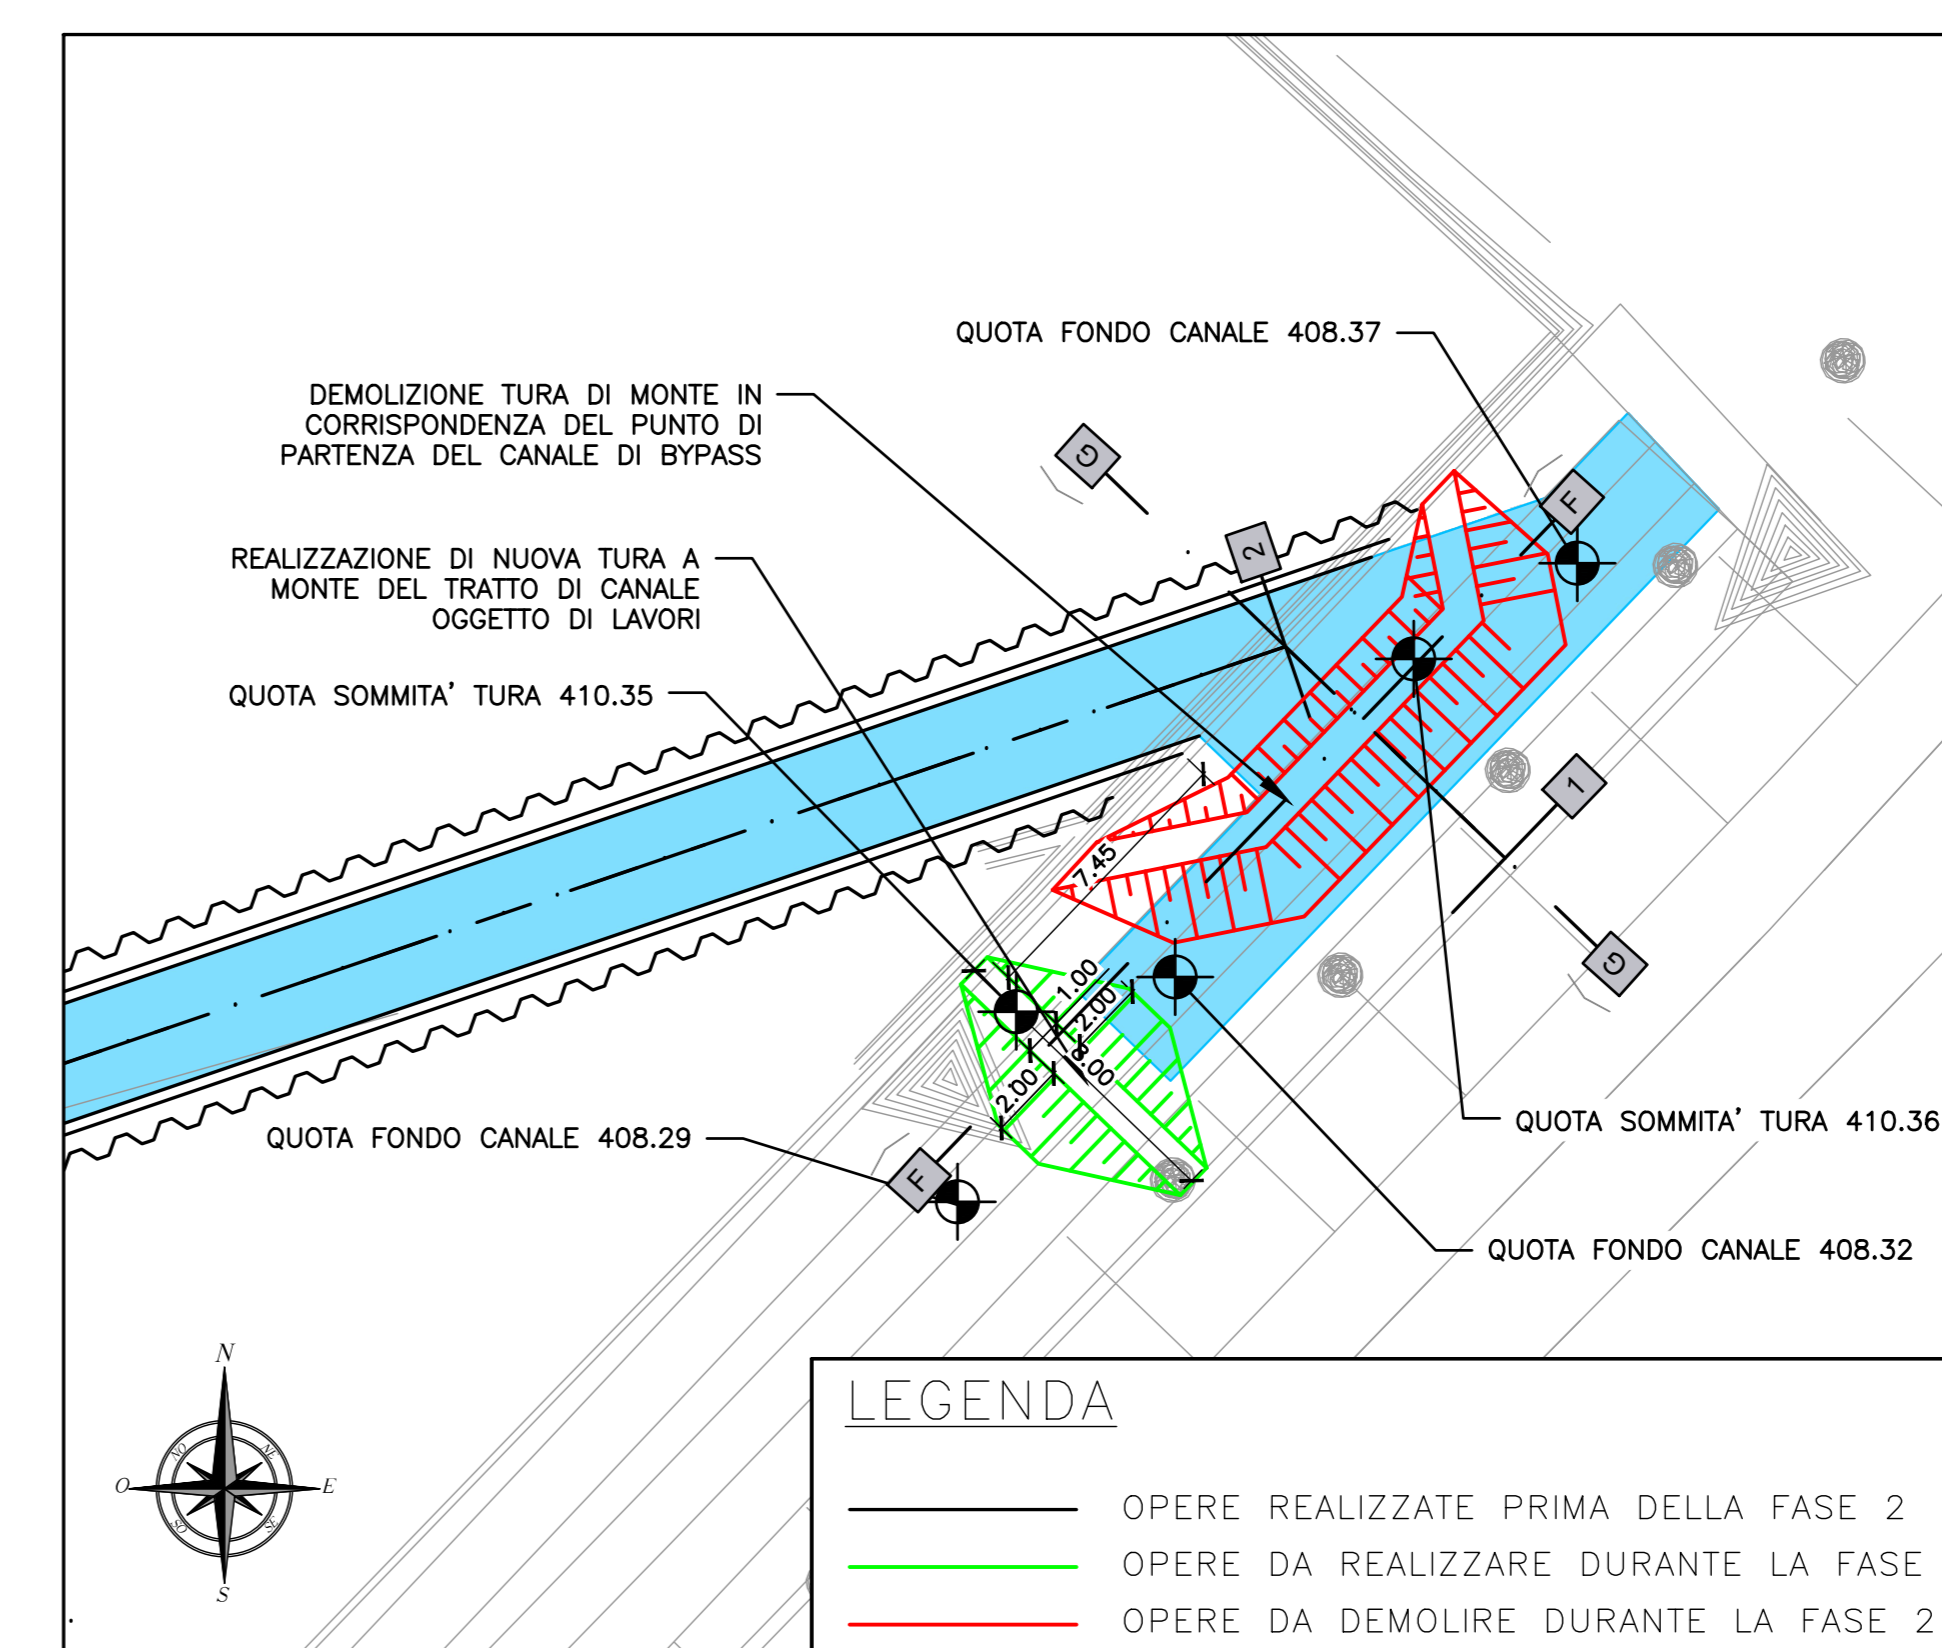 QUOTA FONDO CANALE 408.37
DEMOLIZIONE TURA DI MONTE IN
CORRISPONDENZA DEL PUNTO DI
PARTENZA DEL CANALE DI BYPASS
G
F
2
REALIZZAZIONE DI NUOVA TURA A
MONTE DEL TRATTO DI CANALE
OGGETTO DI LAVORI
QUOTA SOMMITA' TURA 410.35
1
7.45
G
1.00
2.00
8.00
2.00
QUOTA SOMMITA' TURA 410.36
QUOTA FONDO CANALE 408.29
F
QUOTA FONDO CANALE 408.32
N
NO
NE
O
E
SO
SE
S
LEGENDA
OPERE REALIZZATE PRIMA DELLA FASE 2
OPERE DA REALIZZARE DURANTE LA FASE
OPERE DA DEMOLIRE DURANTE LA FASE 2